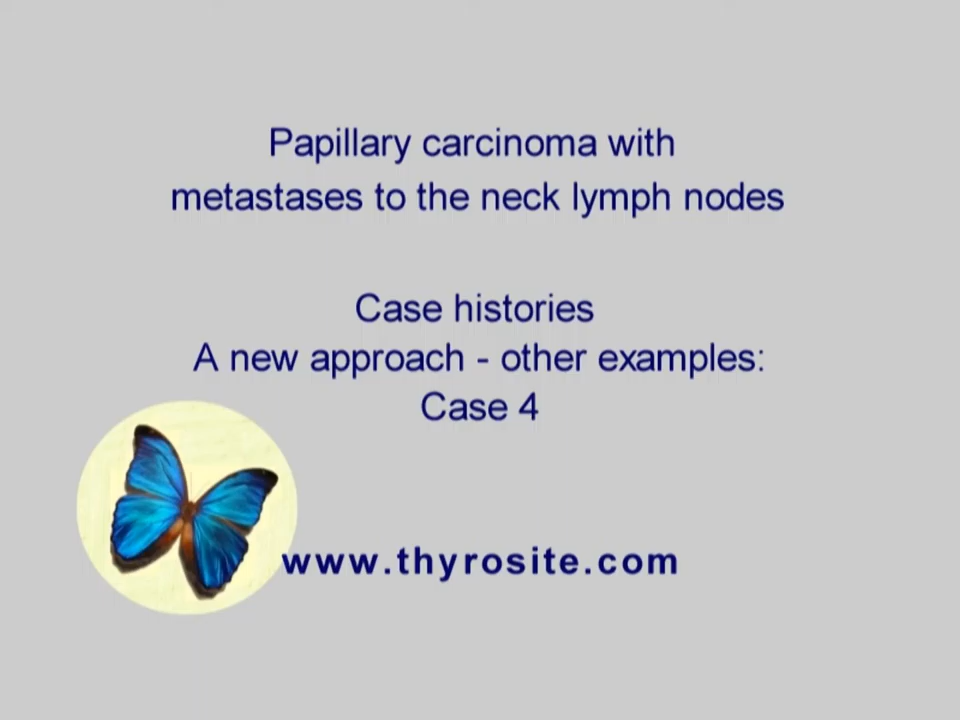 Papillary carcinoma with
metastases to the neck lymph nodes
Case histories
A new approach - other examples:
Case 4
www.thyrosite.com